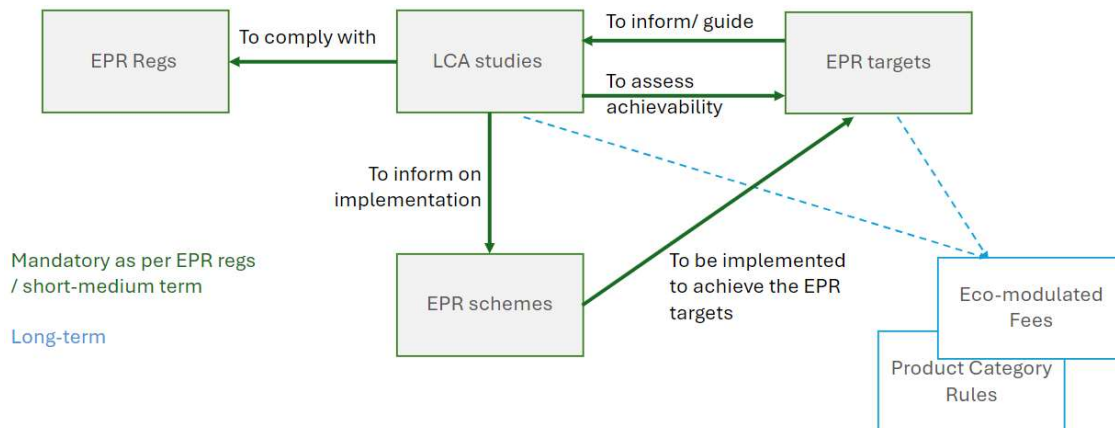 To inform/ guide
To comply with
EPR Regs
LCA studies
EPR targets
To assess
achievability
To inform on
implementation
Mandatory as per EPR regs
/ short-medium term
To be implemented
to achieve the EPR
targets
EPR schemes
Eco-modulated
Fees
Long-term
Product Category
Rules